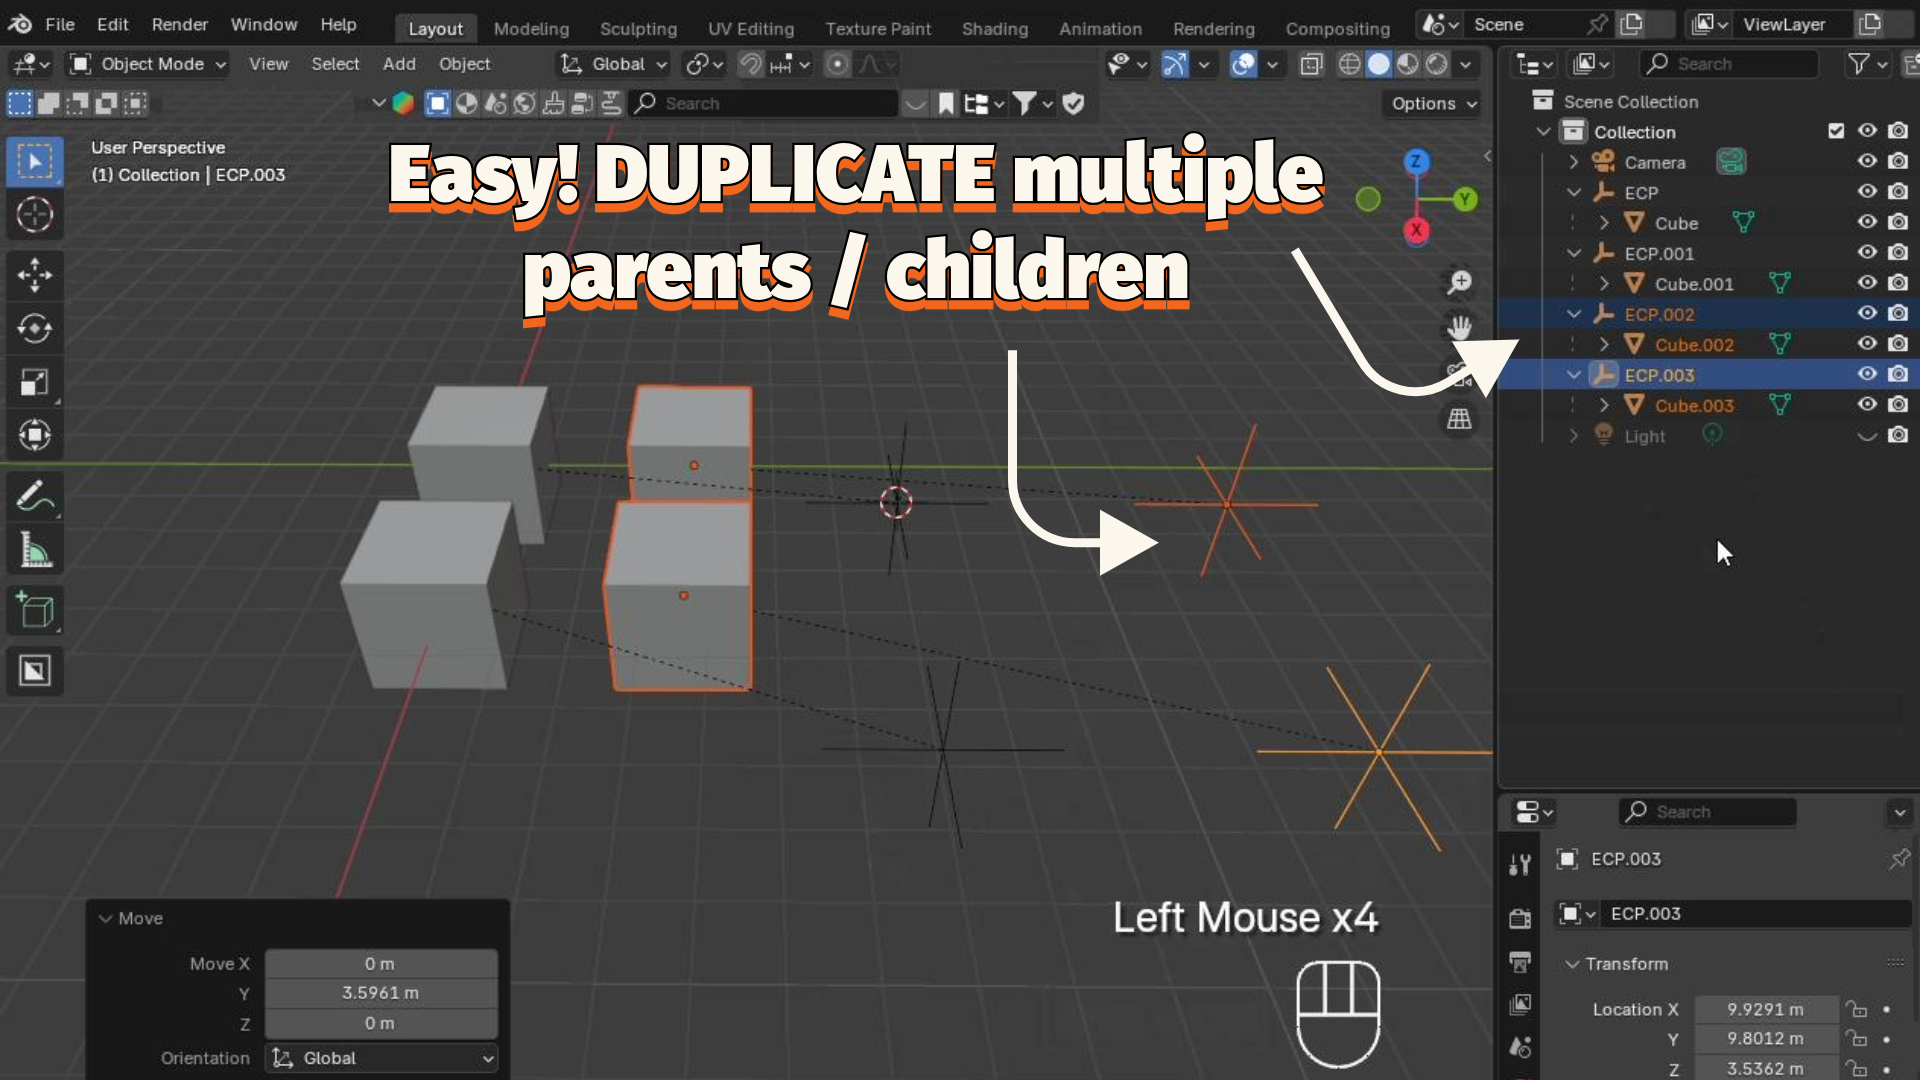 File Edit Render Window Help Layout Modeling Sculpting UV Editing Texture Paint Shading Animation Rendering Compositing Scene ViewLayer
Object Mode View Select Add Object Global Search
Search Options
User Perspective
(1) Collection | ECP.003
Easy! DUPLICATE multiple
parents / children
Z
Y
X
Scene Collection
Collection
Camera
ECP
Cube
ECP.001
Cube.001
ECP.002
Cube.002
ECP.003
Cube.003
Light
Left Mouse x4
Move
Move X 0 m
Y 3.5961 m
Z 0 m
Orientation Global
Search
ECP.003
ECP.003
Transform
Location X 9.9291 m
Y 9.8012 m
Z 3.5362 m